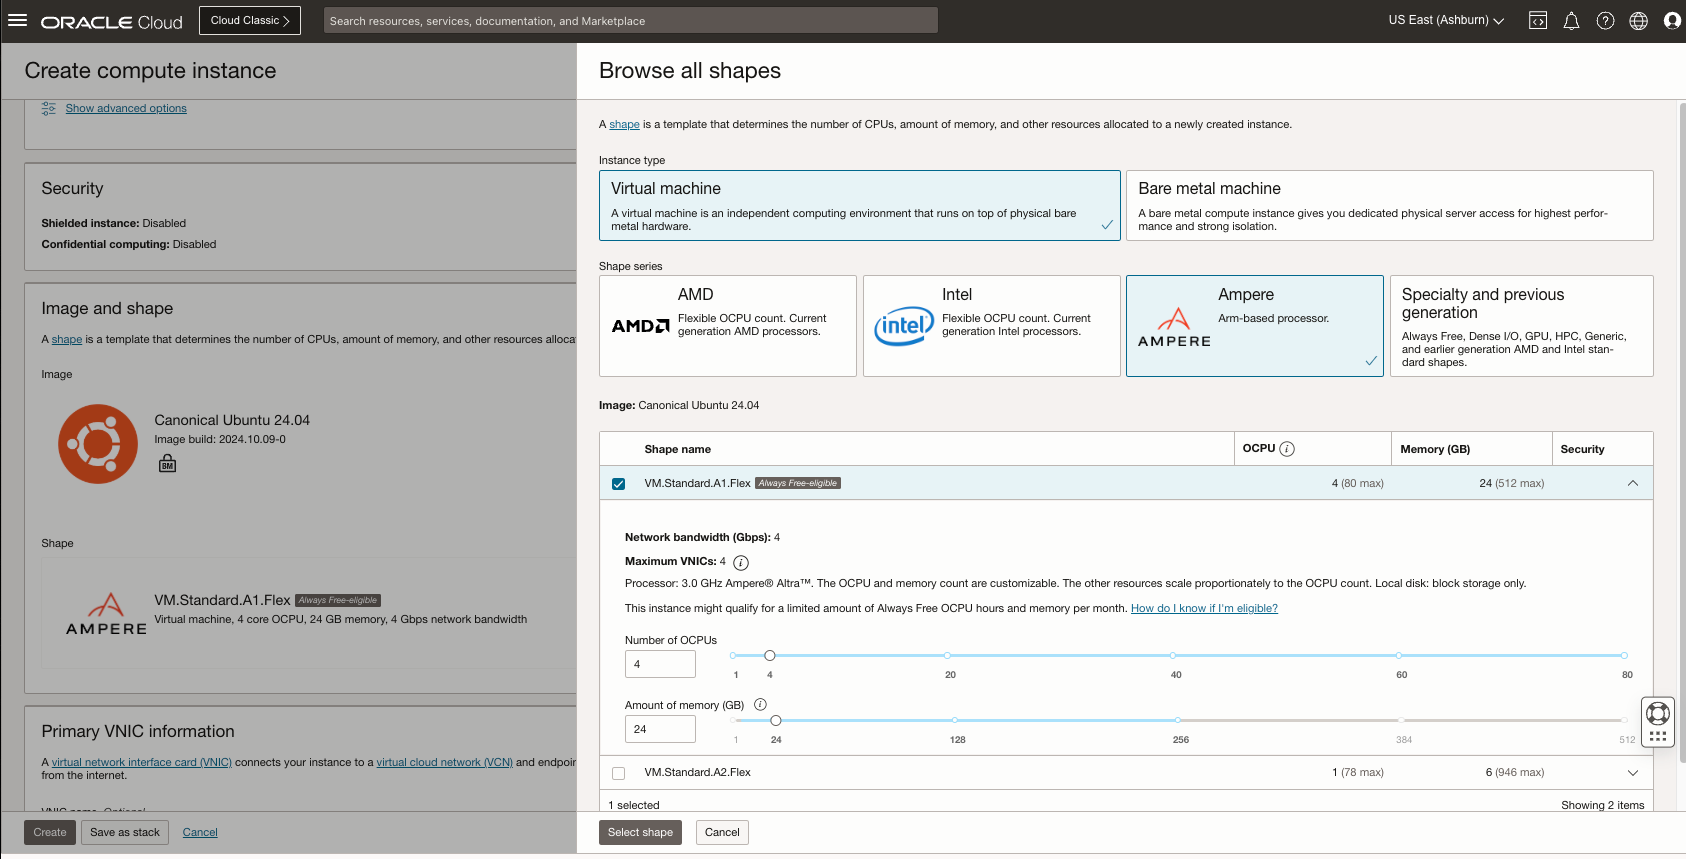 ORACLE Cloud
Cloud Classic
Search resources, services, documentation, and Marketplace
US East (Ashburn)
Create compute instance
Show advanced options
Security
Shielded instance: Disabled
Confidential computing: Disabled
Image and shape
A shape is a template that determines the number of CPUs, amount of memory, and other resources alloca
Image
Canonical Ubuntu 24.04
Image build: 2024.10.09-0
BM
Shape
AMPERE
VM.Standard.A1.Flex Always Free-eligible
Virtual machine, 4 core OCPU, 24 GB memory, 4 Gbps network bandwidth
Primary VNIC information
A virtual network interface card (VNIC) connects your instance to a virtual cloud network (VCN) and endpoin
from the internet.
VNIC name Optional
Create
Save as stack
Cancel
Browse all shapes
A shape is a template that determines the number of CPUs, amount of memory, and other resources allocated to a newly created instance.
Instance type
Virtual machine
A virtual machine is an independent computing environment that runs on top of physical bare
metal hardware.
Bare metal machine
A bare metal compute instance gives you dedicated physical server access for highest perfor-
mance and strong isolation.
Shape series
AMD
AMD
Flexible OCPU count. Current
generation AMD processors.
intel
Intel
Flexible OCPU count. Current
generation Intel processors.
AMPERE
Ampere
Arm-based processor.
Specialty and previous
generation
Always Free, Dense I/O, GPU, HPC, Generic,
and earlier generation AMD and Intel stan-
dard shapes.
Image: Canonical Ubuntu 24.04
Shape name OCPU Memory (GB) Security
VM.Standard.A1.Flex Always Free-eligible 4 (80 max) 24 (512 max)
Network bandwidth (Gbps): 4
Maximum VNICs: 4
Processor: 3.0 GHz Ampere® Altra™. The OCPU and memory count are customizable. The other resources scale proportionately to the OCPU count. Local disk: block storage only.
This instance might qualify for a limited amount of Always Free OCPU hours and memory per month. How do I know if I'm eligible?
Number of OCPUs
4
1 4 20 40 60 80
Amount of memory (GB)
24
1 24 128 256 384 512
VM.Standard.A2.Flex 1 (78 max) 6 (946 max)
1 selected Showing 2 items
Select shape
Cancel